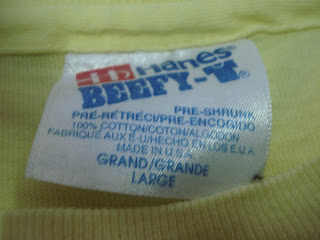 Hanes®
BEEFY-T®
PRE-SHRUNK
PRÉ-RÉTRÉCI/PRE-ENCOGIDO
100% COTTON/COTON/ALGODON
FABRIQUE AUX É-U/HECHO EN LOS E.U.A.
MADE IN U.S.A.
GRAND/GRANDE
LARGE